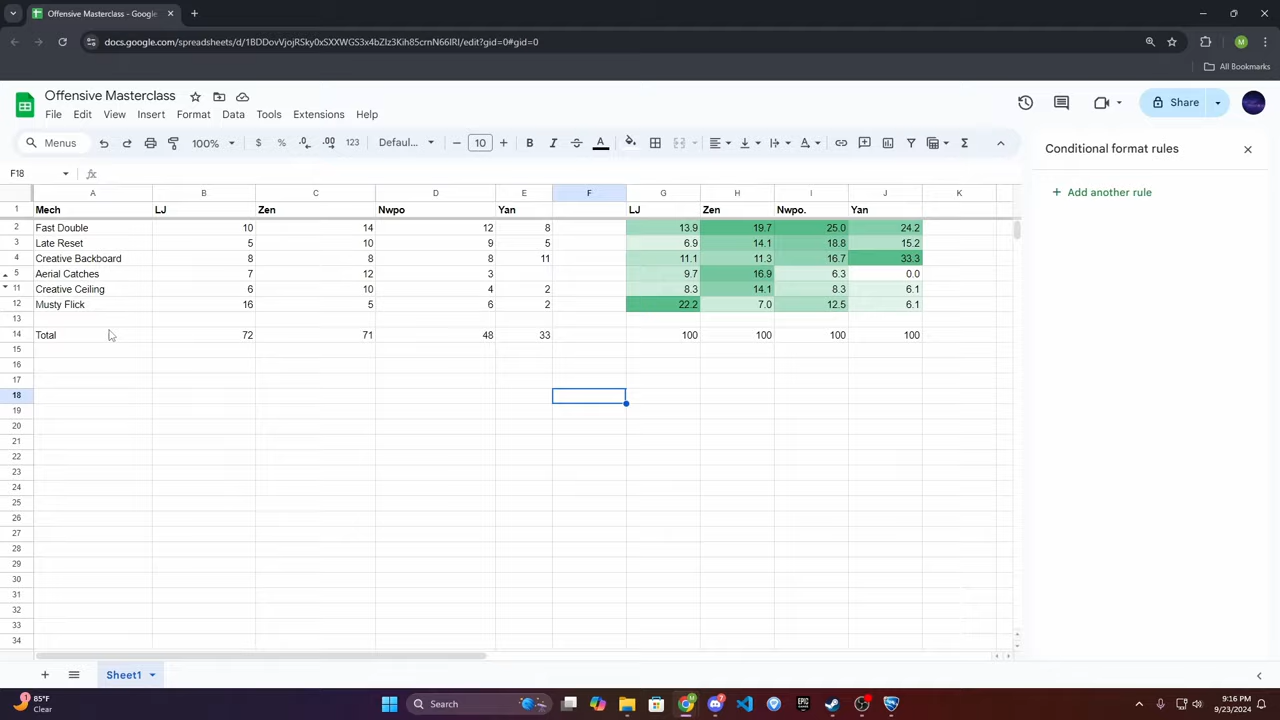 Offensive Masterclass - Google
docs.google.com/spreadsheets/d/1BDDovVjojRSky0xSXXWGS3x4bZIz3Kih85crnN66lRI/edit?gid=0#gid=0
All Bookmarks
Offensive Masterclass
File Edit View Insert Format Data Tools Extensions Help
Share
Menus 100% $ % .0 .00 123 Defaul... 10 B I S A
Conditional format rules
Add another rule
F18 fx
A B C D E F G H I J K
1 Mech LJ Zen Nwpo Yan LJ Zen Nwpo. Yan
2 Fast Double 10 14 12 8 13.9 19.7 25.0 24.2
3 Late Reset 5 10 9 5 6.9 14.1 18.8 15.2
4 Creative Backboard 8 8 8 11 11.1 11.3 16.7 33.3
5 Aerial Catches 7 12 3 9.7 16.9 6.3 0.0
11 Creative Ceiling 6 10 4 2 8.3 14.1 8.3 6.1
12 Musty Flick 16 5 6 2 22.2 7.0 12.5 6.1
13
14 Total 72 71 48 33 100 100 100 100
15
16
17
18
19
20
21
22
23
24
25
26
27
28
29
30
31
32
33
34
Sheet1
85°F
Clear
Search
9:16 PM
9/23/2024